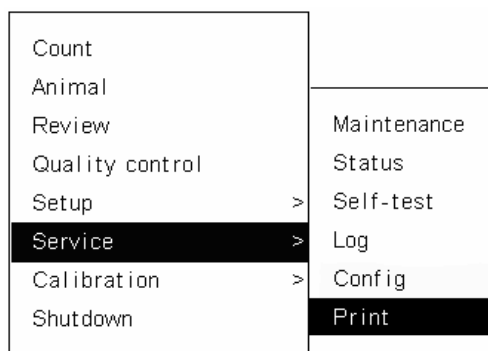 Count
Animal
Review
Quality control
Setup >
Service >
Calibration >
Shutdown
Maintenance
Status
Self-test
Log
Config
Print